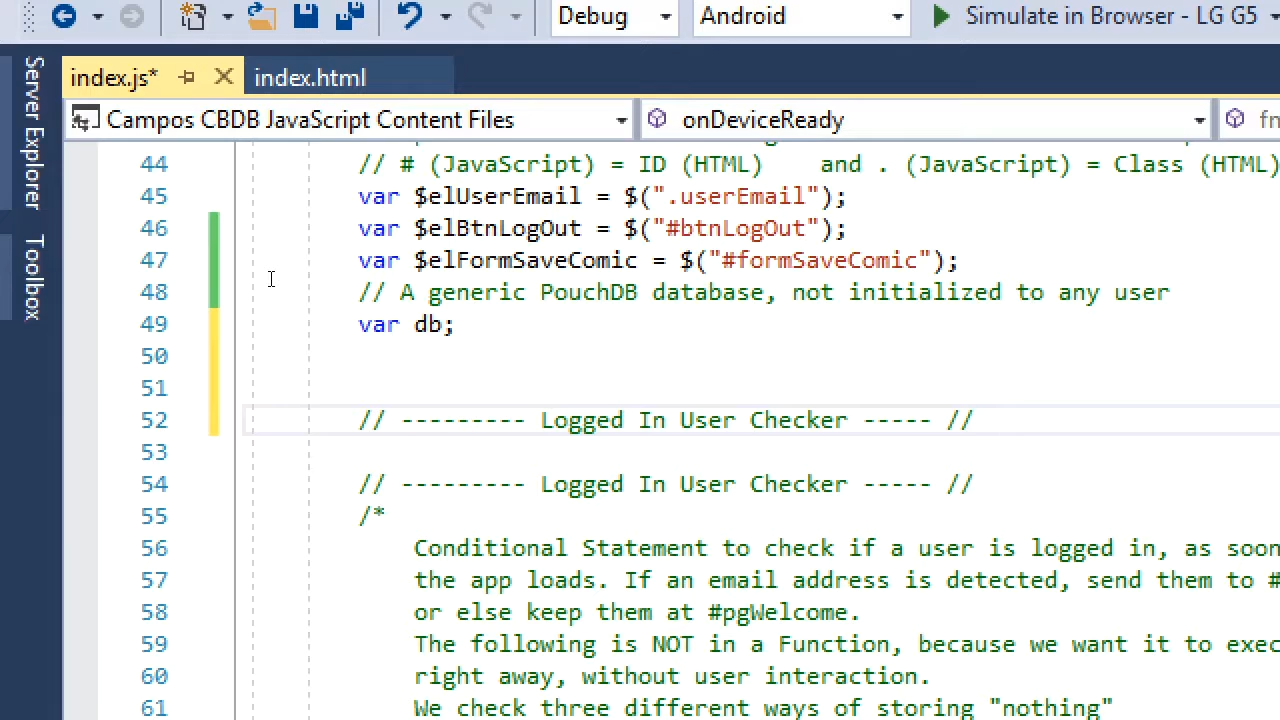 Debug Android Simulate in Browser - LG G5
Server Explorer
Toolbox
index.js* index.html
Campos CBDB JavaScript Content Files onDeviceReady fn
44 // # (JavaScript) = ID (HTML) and . (JavaScript) = Class (HTML)
45 var $elUserEmail = $(".userEmail");
46 var $elBtnLogOut = $("#btnLogOut");
47 var $elFormSaveComic = $("#formSaveComic");
48 // A generic PouchDB database, not initialized to any user
49 var db;
50
51
52 // --------- Logged In User Checker ----- //
53
54 // --------- Logged In User Checker ----- //
55 /*
56 Conditional Statement to check if a user is logged in, as soon
57 the app loads. If an email address is detected, send them to #
58 or else keep them at #pgWelcome.
59 The following is NOT in a Function, because we want it to exec
60 right away, without user interaction.
61 We check three different ways of storing "nothing"